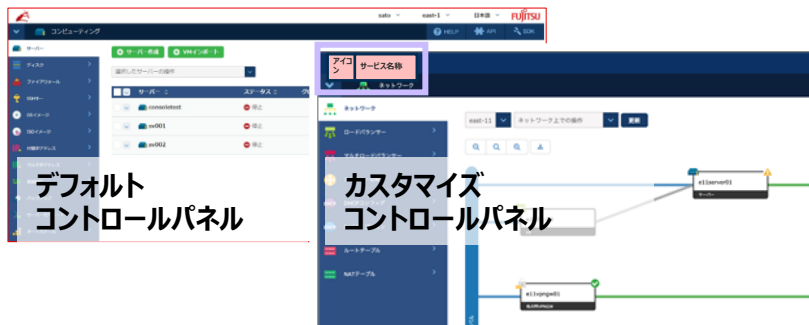 satu
east-1
日本語
FUJITSU
コンピューティング
HELP
API
SDK
サーバー
ディスク
ファイアウォール
SSHキー
OSイメージ
ISOイメージ
付替IPアドレス
サーバー作成
VMインポート
選択したサーバーの操作
サーバー
ステータス
consoletest
停止
sv001
停止
sv002
停止
デフォルト
コントロールパネル
アイコン
サービス名称
ネットワーク
ネットワーク
ロードバランサー
マルチロードバランサー
ルートテーブル
NATテーブル
east-11
ネットワーク上での操作
更新
e11server01
サーバー
e11vpngw01
カスタマイズ
コントロールパネル